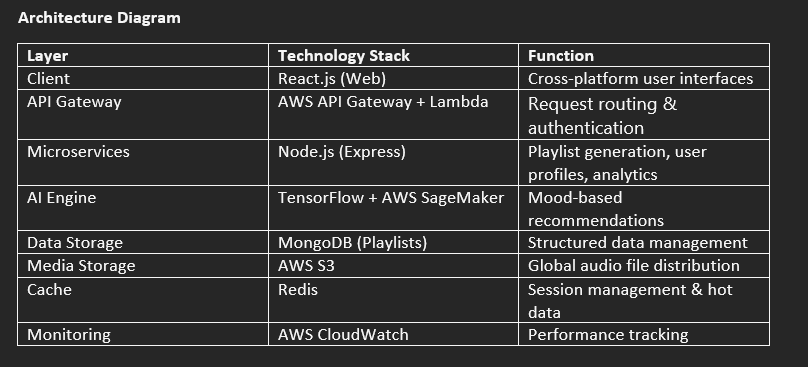 Architecture Diagram
Layer Technology Stack Function
Client React.js (Web) Cross-platform user interfaces
API Gateway AWS API Gateway + Lambda Request routing &
authentication
Microservices Node.js (Express) Playlist generation, user
profiles, analytics
AI Engine TensorFlow + AWS SageMaker Mood-based
recommendations
Data Storage MongoDB (Playlists) Structured data management
Media Storage AWS S3 Global audio file distribution
Cache Redis Session management & hot
data
Monitoring AWS CloudWatch Performance tracking